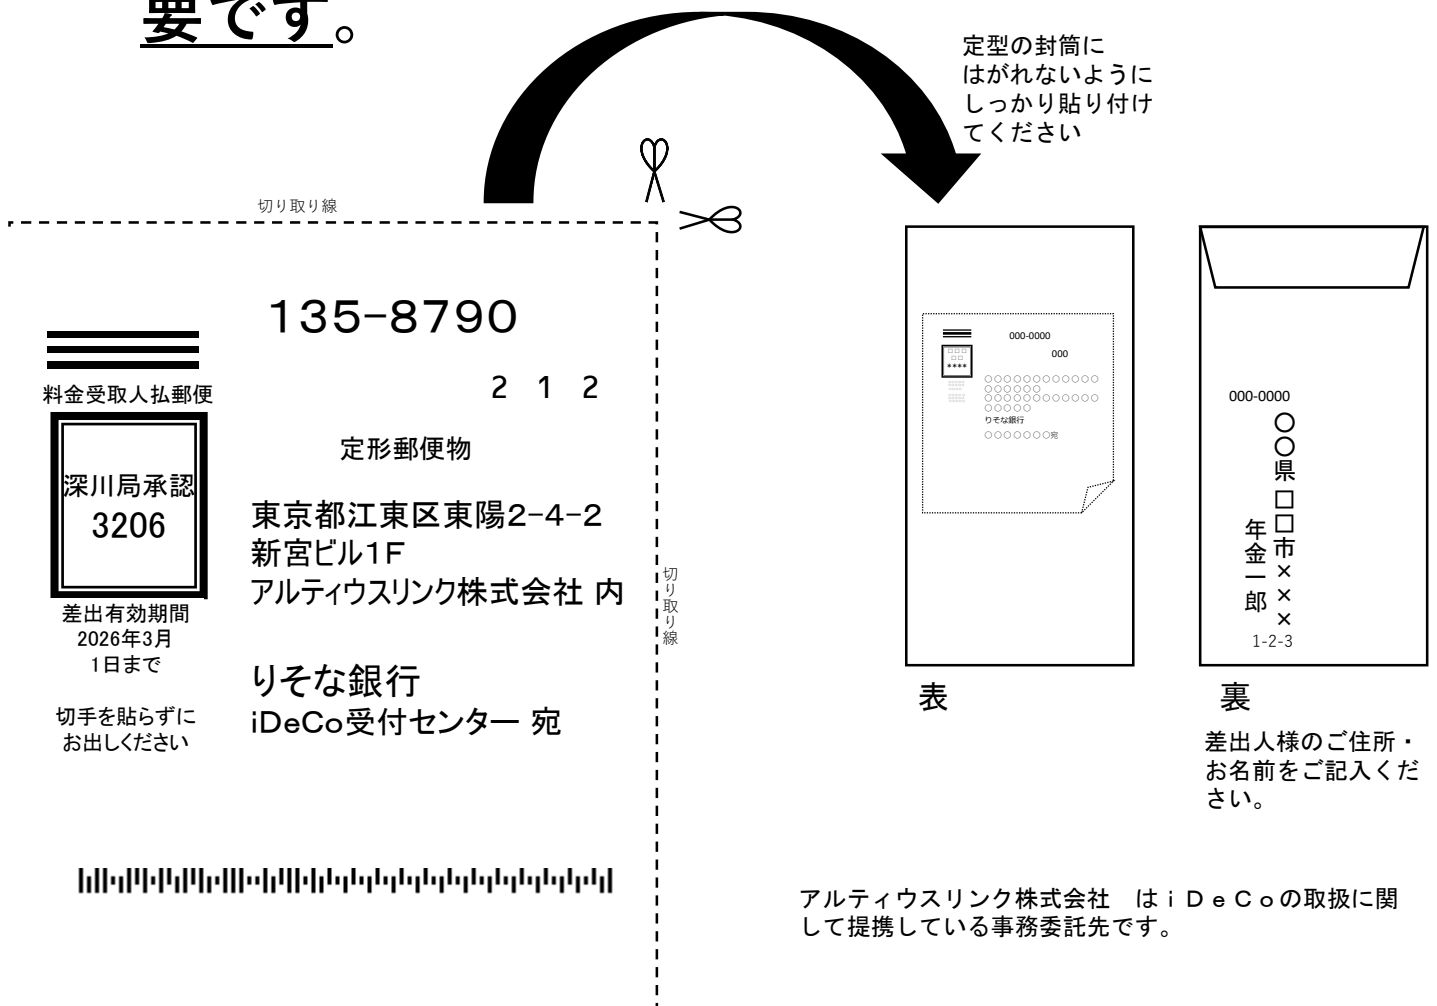 要です。
定型の封筒に
はがれないように
しっかり貼り付け
てください
切り取り線
135-8790
212
料金受取人払郵便
深川局承認
3206
差出有効期間
2026年3月
1日まで
切手を貼らずに
お出しください
定形郵便物
東京都江東区東陽2-4-2
新宮ビル1F
アルティウスリンク株式会社 内
りそな銀行
iDeCo受付センター 宛
切り取り線
000-0000
000
□□□
□□
****
○○○○○○○○○○○
○○○○○○
○○○○○○○○○○○
○○○○○
りそな銀行
○○○○○○○宛
表
000-0000
〇〇県□□市×××
1-2-3
年金一郎
裏
差出人様のご住所・
お名前をご記入くだ
さい。
アルティウスリンク株式会社　はiDeCoの取扱に関
して提携している事務委託先です。